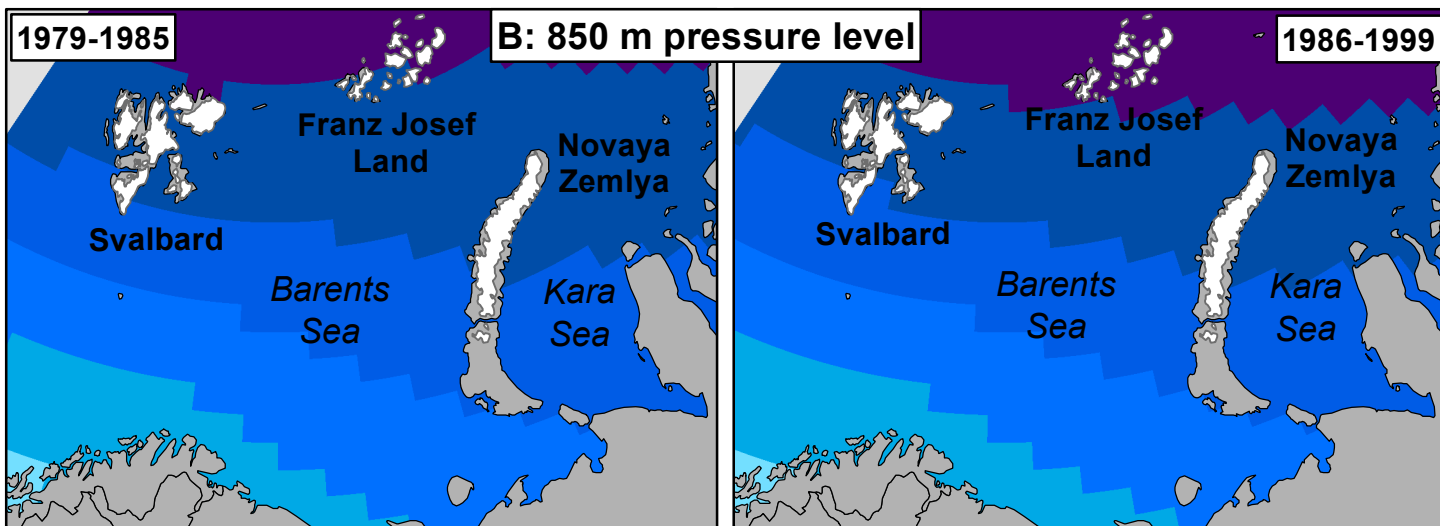 1979-1985
B: 850 m pressure level
1986-1999
Franz Josef
Land
Novaya
Zemlya
Svalbard
Barents
Sea
Kara
Sea
Franz Josef
Land
Novaya
Zemlya
Svalbard
Barents
Sea
Kara
Sea